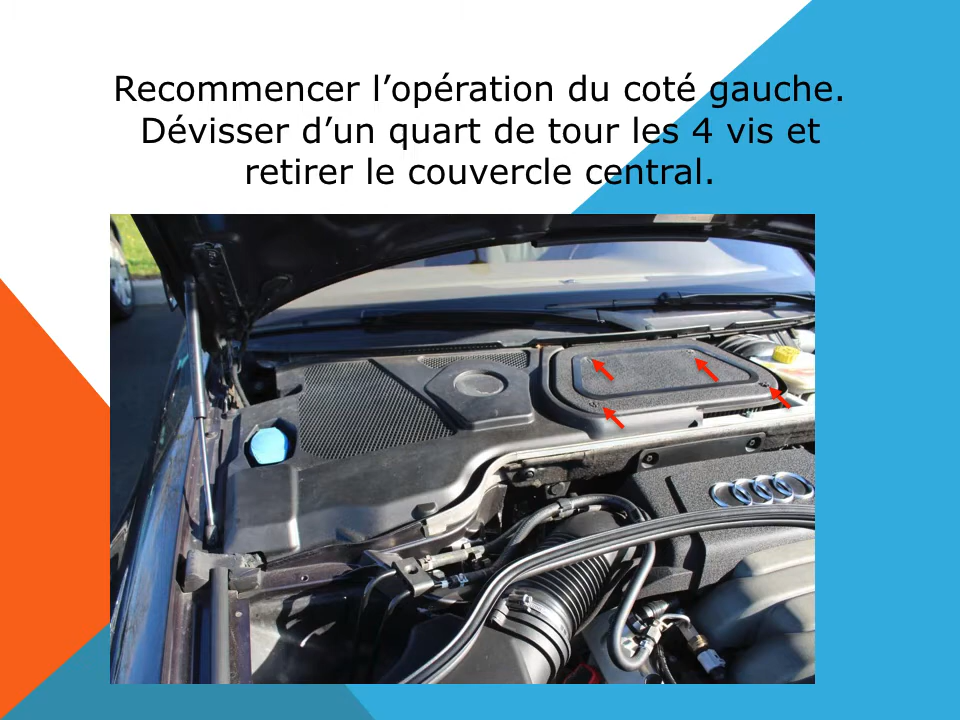 Recommencer l’opération du coté gauche.
Dévisser d’un quart de tour les 4 vis et
retirer le couvercle central.